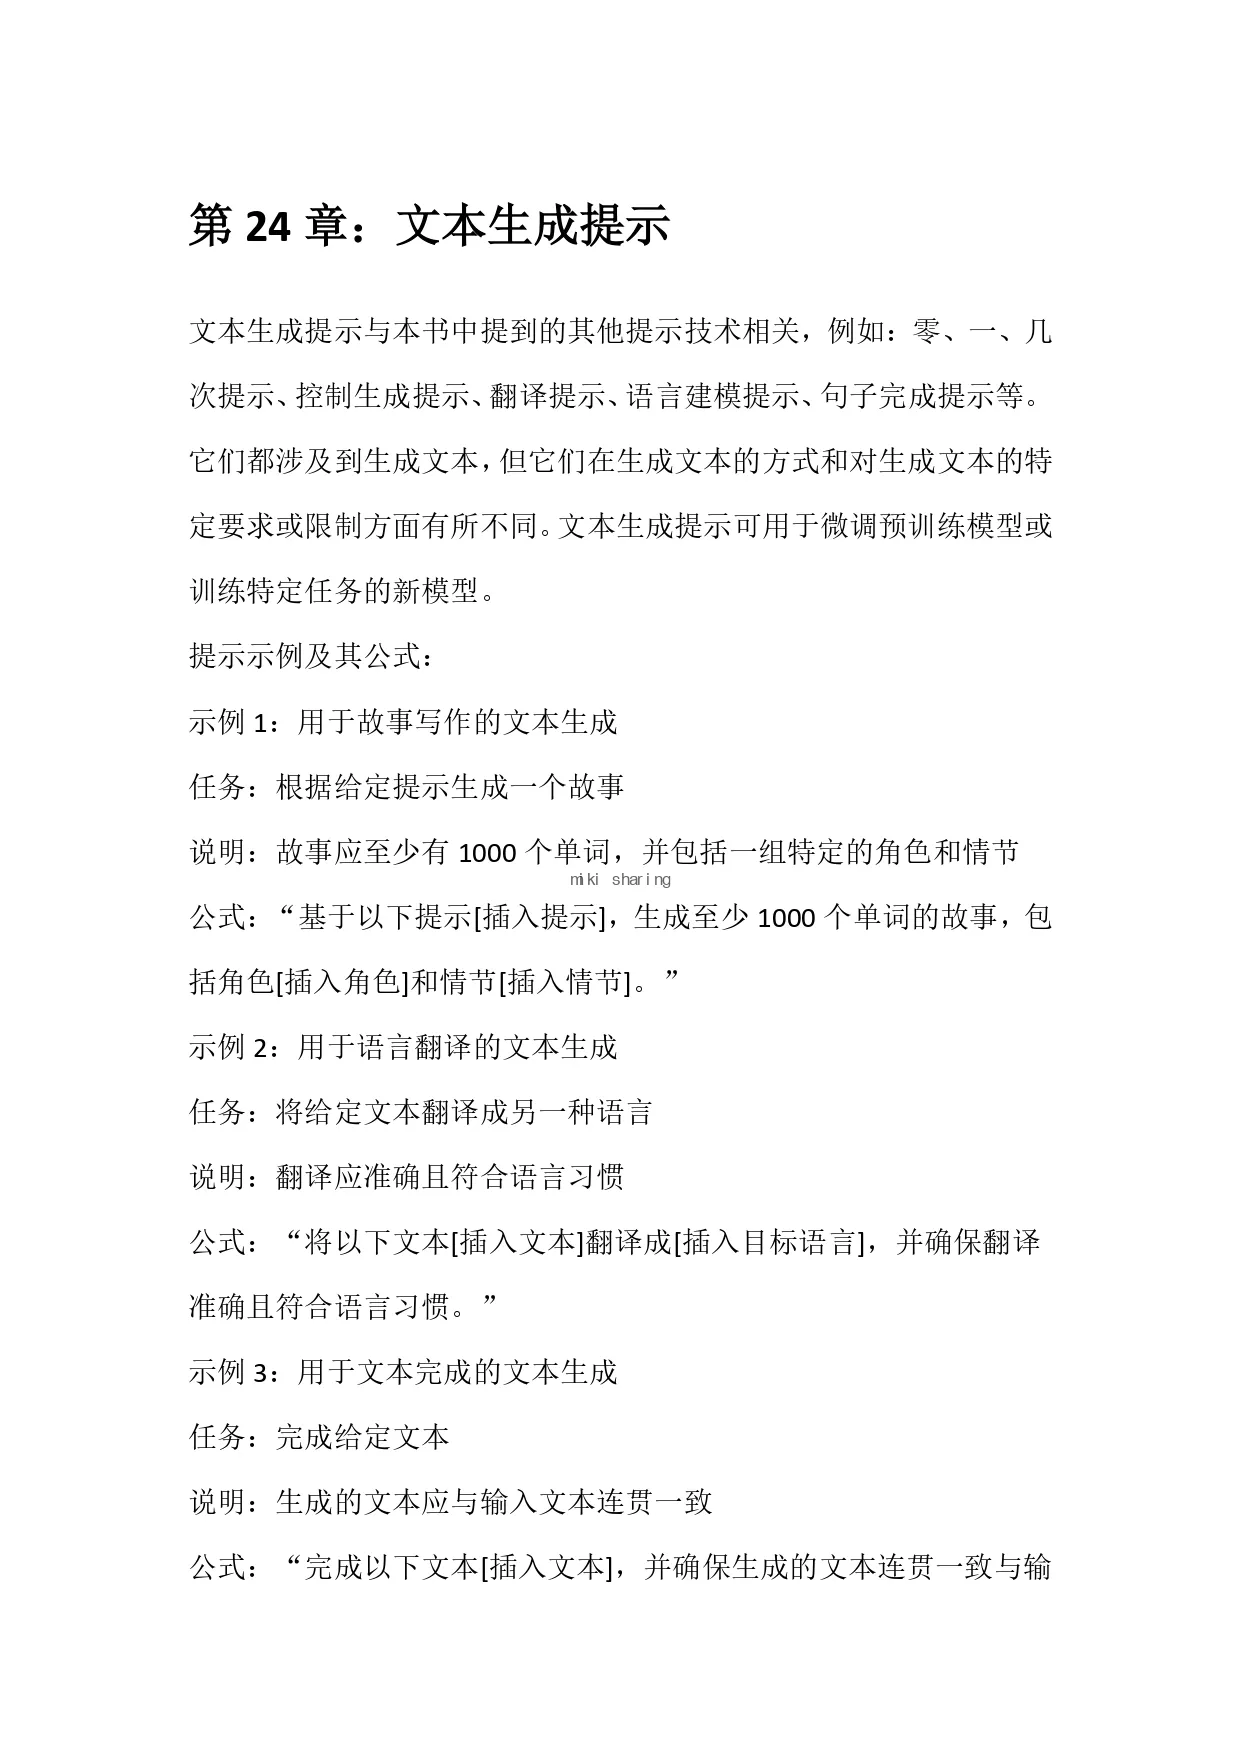 第 24 章：文本生成提示
文本生成提示与本书中提到的其他提示技术相关，例如：零、一、几
次提示、控制生成提示、翻译提示、语言建模提示、句子完成提示等。
它们都涉及到生成文本，但它们在生成文本的方式和对生成文本的特
定要求或限制方面有所不同。文本生成提示可用于微调预训练模型或
训练特定任务的新模型。
提示示例及其公式：
示例 1：用于故事写作的文本生成
任务：根据给定提示生成一个故事
说明：故事应至少有 1000 个单词，并包括一组特定的角色和情节
miki sharing
公式：“基于以下提示[插入提示]，生成至少 1000 个单词的故事，包
括角色[插入角色]和情节[插入情节]。”
示例 2：用于语言翻译的文本生成
任务：将给定文本翻译成另一种语言
说明：翻译应准确且符合语言习惯
公式：“将以下文本[插入文本]翻译成[插入目标语言]，并确保翻译
准确且符合语言习惯。”
示例 3：用于文本完成的文本生成
任务：完成给定文本
说明：生成的文本应与输入文本连贯一致
公式：“完成以下文本[插入文本]，并确保生成的文本连贯一致与输